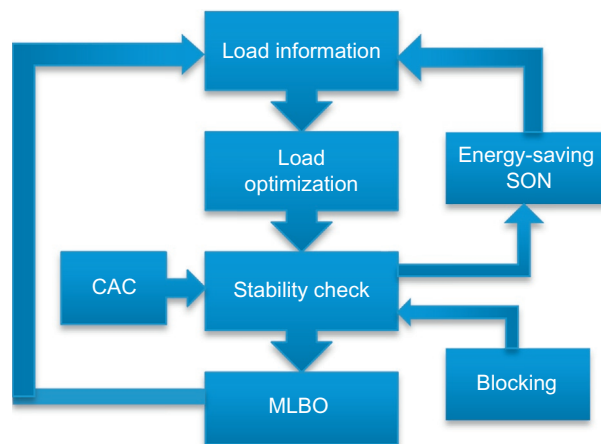 Load information
Load
optimization
Energy-saving
SON
CAC
Stability check
MLBO
Blocking